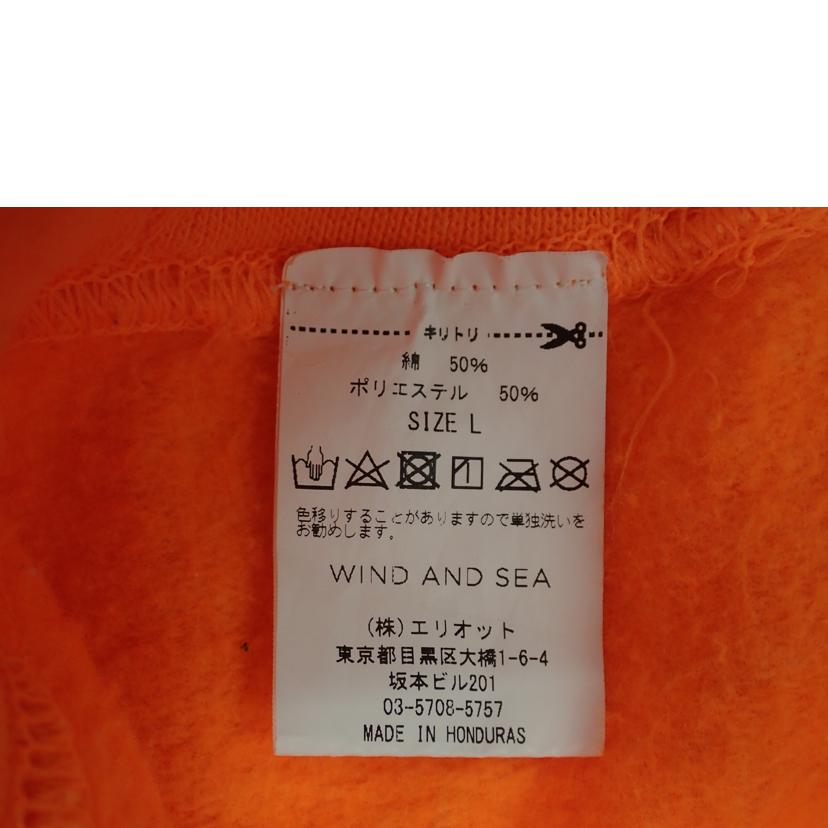 キリトリ
綿 50%
ポリエステル 50%
SIZE L
色移りすることがありますので単独洗いを
お勧めします。
WIND AND SEA
(株)エリオット
東京都目黒区大橋1-6-4
坂本ビル201
03-5708-5757
MADE IN HONDURAS